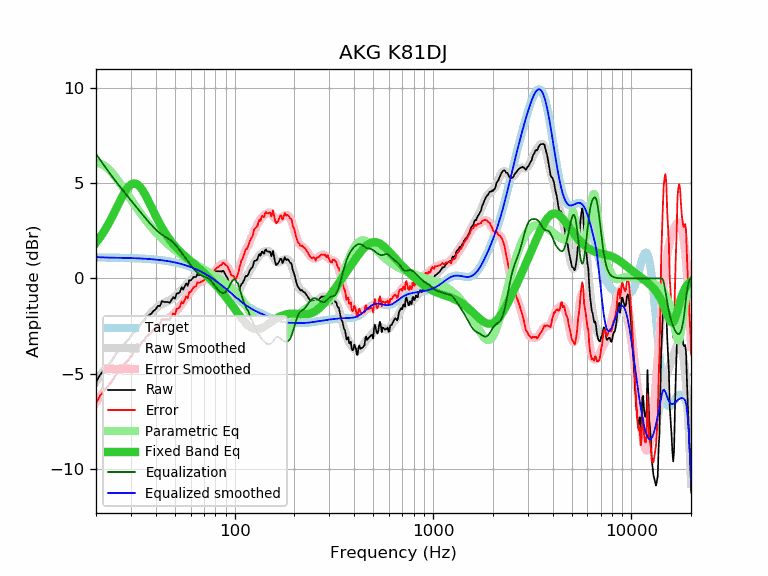 AKG K81DJ
10
5
0
−5
−10
Amplitude (dBr)
Target
Raw Smoothed
Error Smoothed
Raw
Error
Parametric Eq
Fixed Band Eq
Equalization
Equalized smoothed
100
1000
10000
Frequency (Hz)